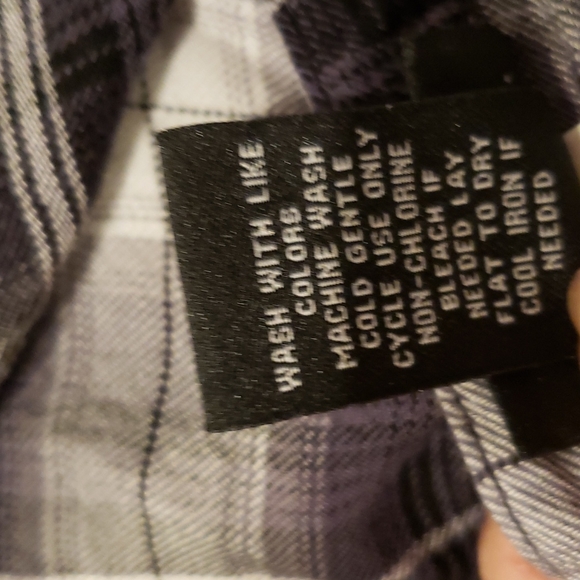 WASH WITH LIKE
COLORS
MACHINE WASH
COLD GENTLE
CYCLE USE ONLY
NON-CHLORINE
BLEACH IF
NEEDED LAY
FLAT TO DRY
COOL IRON IF
NEEDED